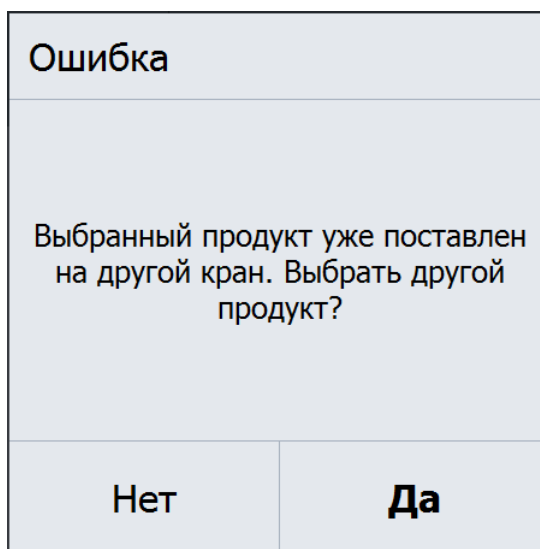 Ошибка
Выбранный продукт уже поставлен
на другой кран. Выбрать другой
продукт?
Нет
Да